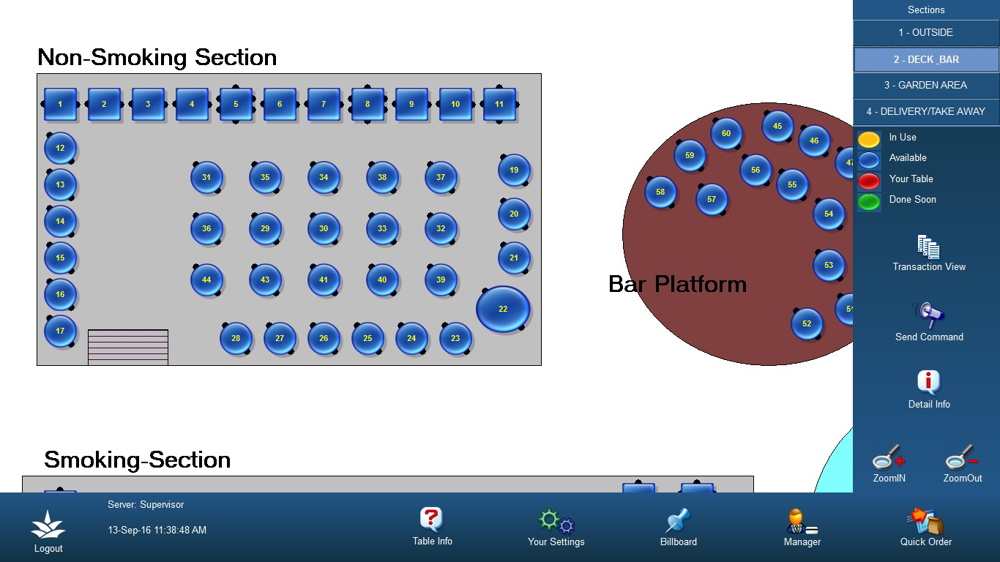 Sections
1 - OUTSIDE
2 - DECK_BAR
3 - GARDEN AREA
4 - DELIVERY/TAKE AWAY
In Use
Available
Your Table
Done Soon
Transaction View
Send Command
Detail Info
ZoomIN ZoomOut
Non-Smoking Section
1 2 3 4 5 6 7 8 9 10 11
12
13
14
15
16
17
31 35 34 38 37
36 29 30 33 32
44 43 41 40 39
19
20
21
22
28 27 26 25 24 23
60 45
46
59
56
55
58 57
54
53
52
Bar Platform
Smoking-Section
Logout
Server: Supervisor
13-Sep-16 11:38:48 AM
Table Info
Your Settings
Billboard
Manager
Quick Order